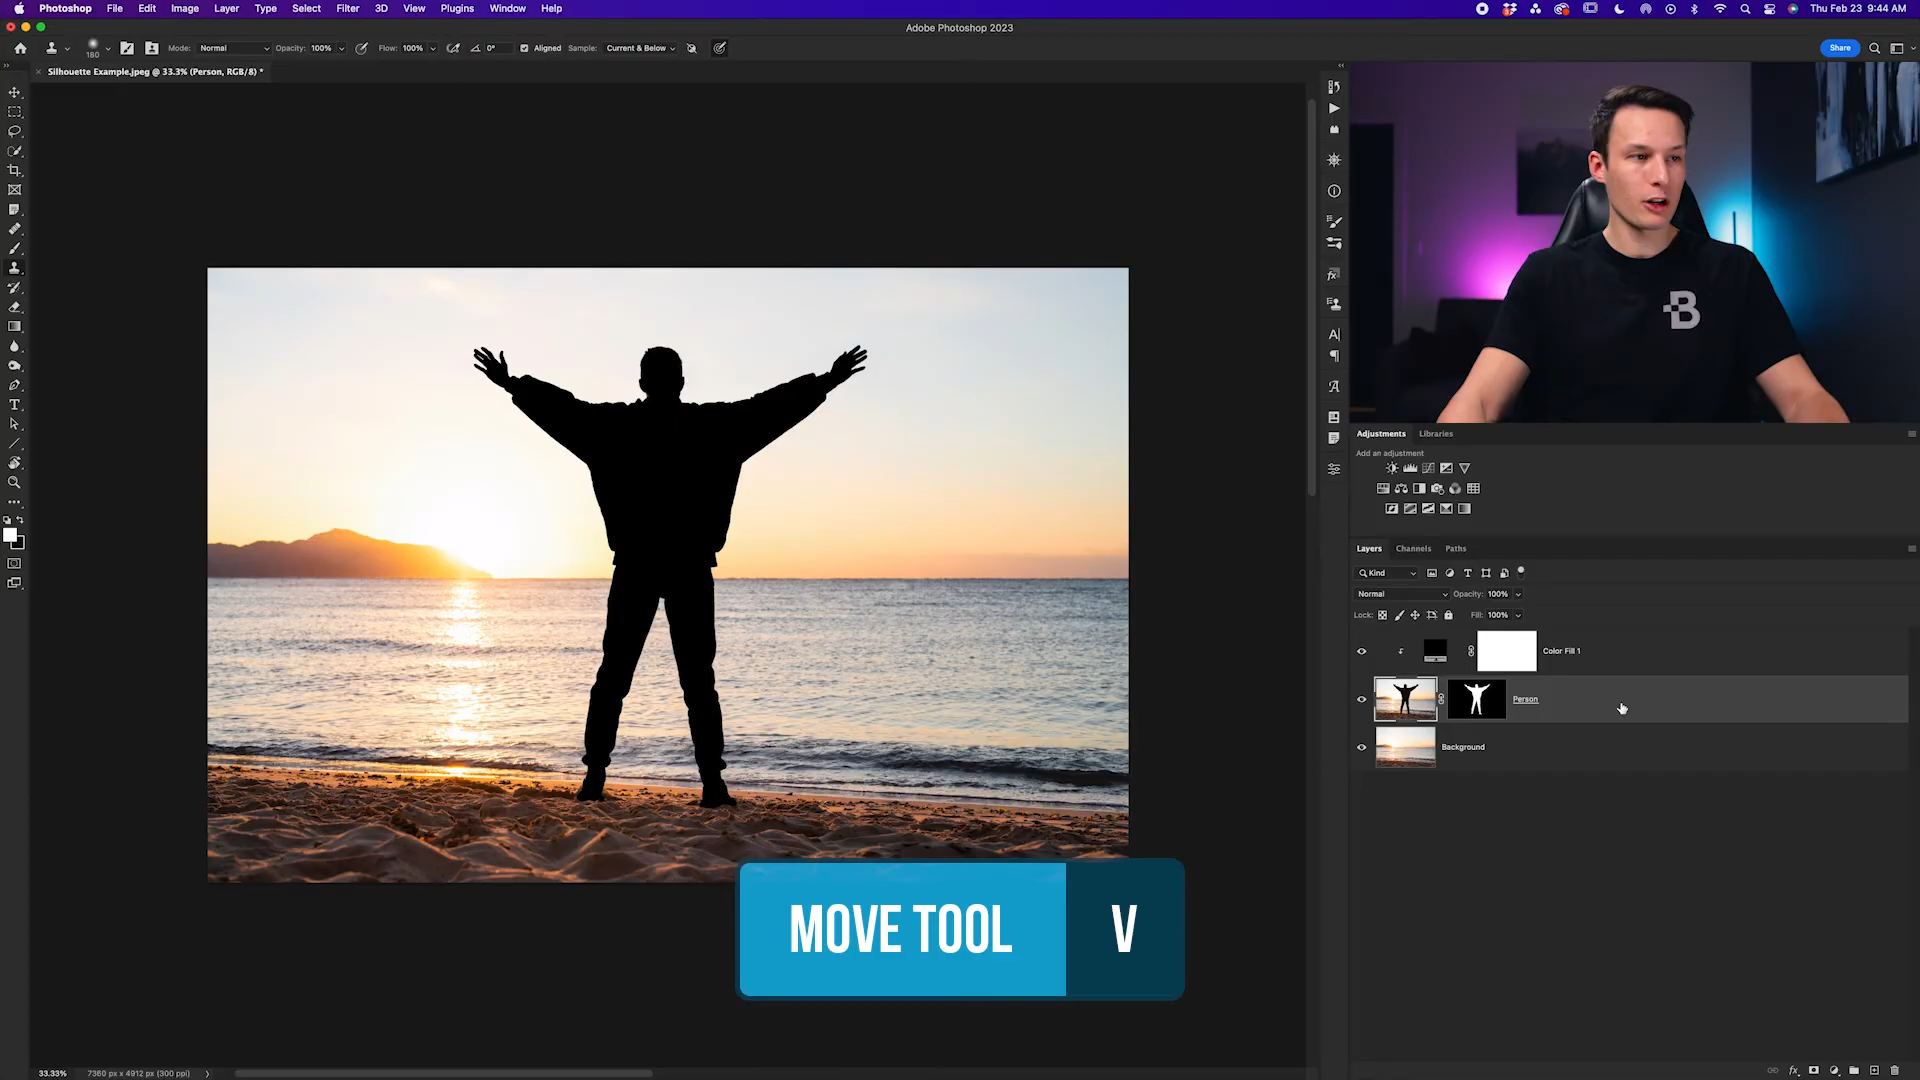 Photoshop File Edit Image Layer Type Select Filter 3D View Plugins Window Help Thu Feb 23 9:44 AM
Adobe Photoshop 2023
180 Mode: Normal Opacity: 100% Flow: 100% 0° Aligned Sample: Current & Below Share
Silhouette Example.jpeg @ 33.3% (Person, RGB/8) *
B
Adjustments Libraries
Add an adjustment
Layers Channels Paths
Kind
Normal Opacity: 100%
Lock: Fill: 100%
Color Fill 1
Person
Background
MOVE TOOL V
33.33% 7360 px x 4912 px (300 ppi)